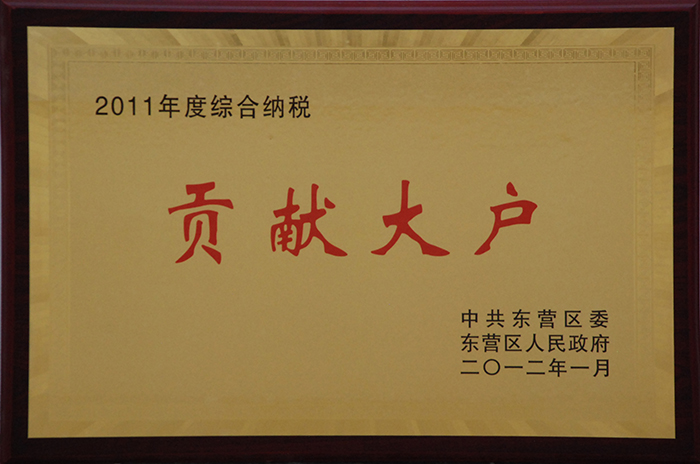 2011年度综合纳税
贡献大户
中共东营区委
东营区人民政府
二〇一二年一月